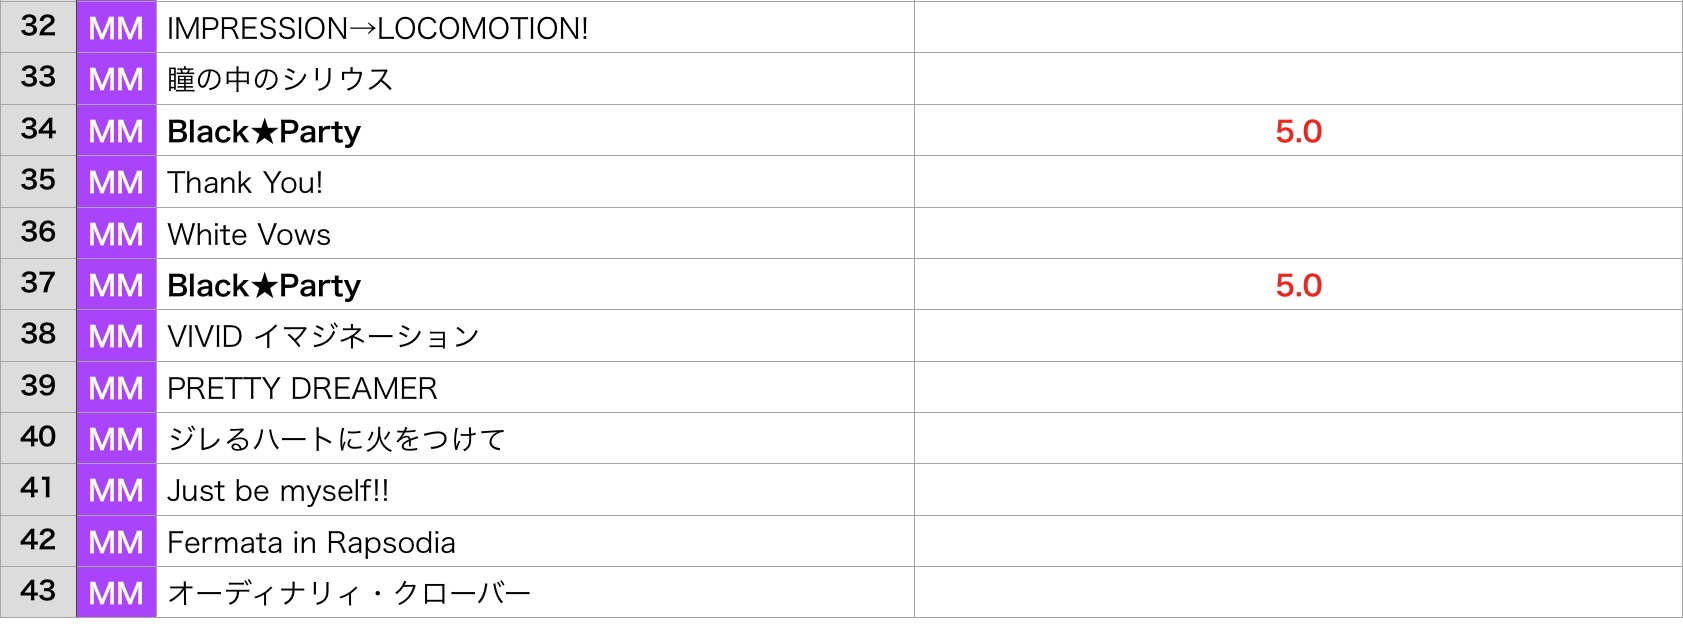 32 MM IMPRESSION→LOCOMOTION!
33 MM 瞳の中のシリウス
34 MM Black★Party 5.0
35 MM Thank You!
36 MM White Vows
37 MM Black★Party 5.0
38 MM VIVID イマジネーション
39 MM PRETTY DREAMER
40 MM ジレるハートに火をつけて
41 MM Just be myself!!
42 MM Fermata in Rapsodia
43 MM オーディナリィ・クローバー